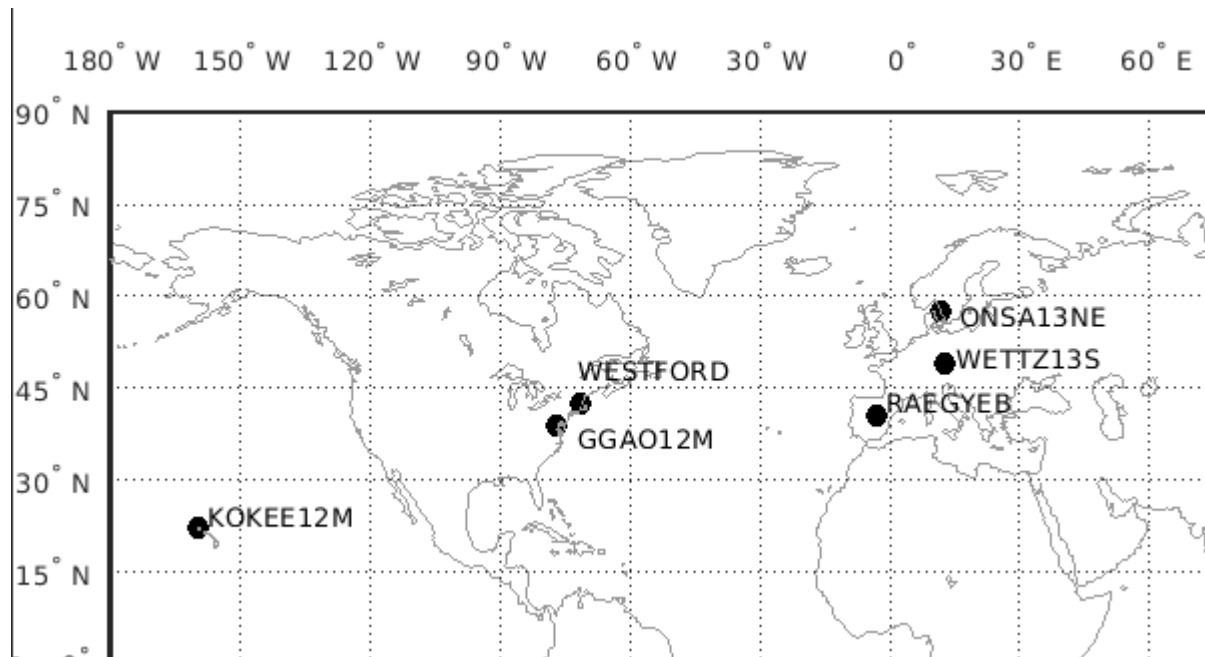 180° W 150° W 120° W 90° W 60° W 30° W 0° 30° E 60° E
90° N
75° N
60° N
ONSA13NE
WETTZ13S
WESTFORD
45° N
RAEGYEB
GGAO12M
30° N
KOKEE12M
15° N